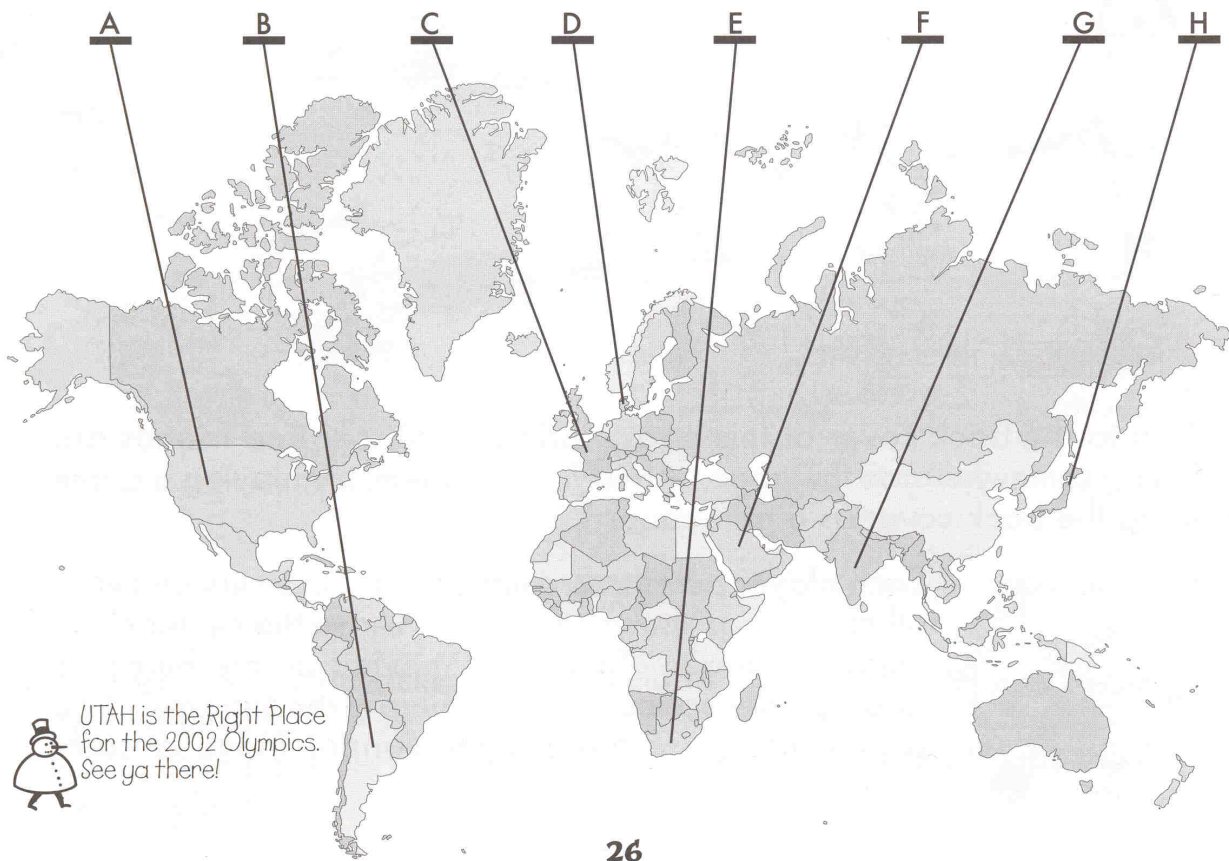 A B C D E F G H
UTAH is the Right Place
for the 2002 Olympics.
See ya there!
26